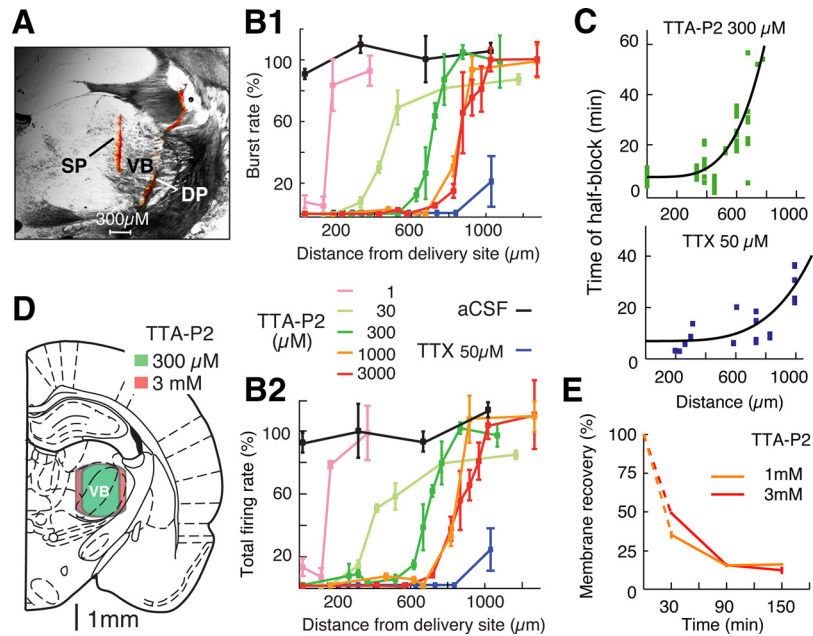 A
SP
VB
DP
300µM
B1
100
60
20
Burst rate (%)
200
600
1000
Distance from delivery site (µm)
C
TTA-P2 300 µM
60
40
20
0
200
600
1000
TTX 50 µM
40
20
0
200
600
1000
Time of half-block (min)
Distance (µm)
TTA-P2
(µM)
1
30
300
1000
3000
aCSF
TTX 50µM
D
TTA-P2
300 µM
3 mM
VB
1mm
B2
100
60
20
Total firing rate (%)
200
600
1000
Distance from delivery site (µm)
E
TTA-P2
1mM
3mM
100
75
50
25
0
Membrane recovery (%)
30
90
150
Time (min)